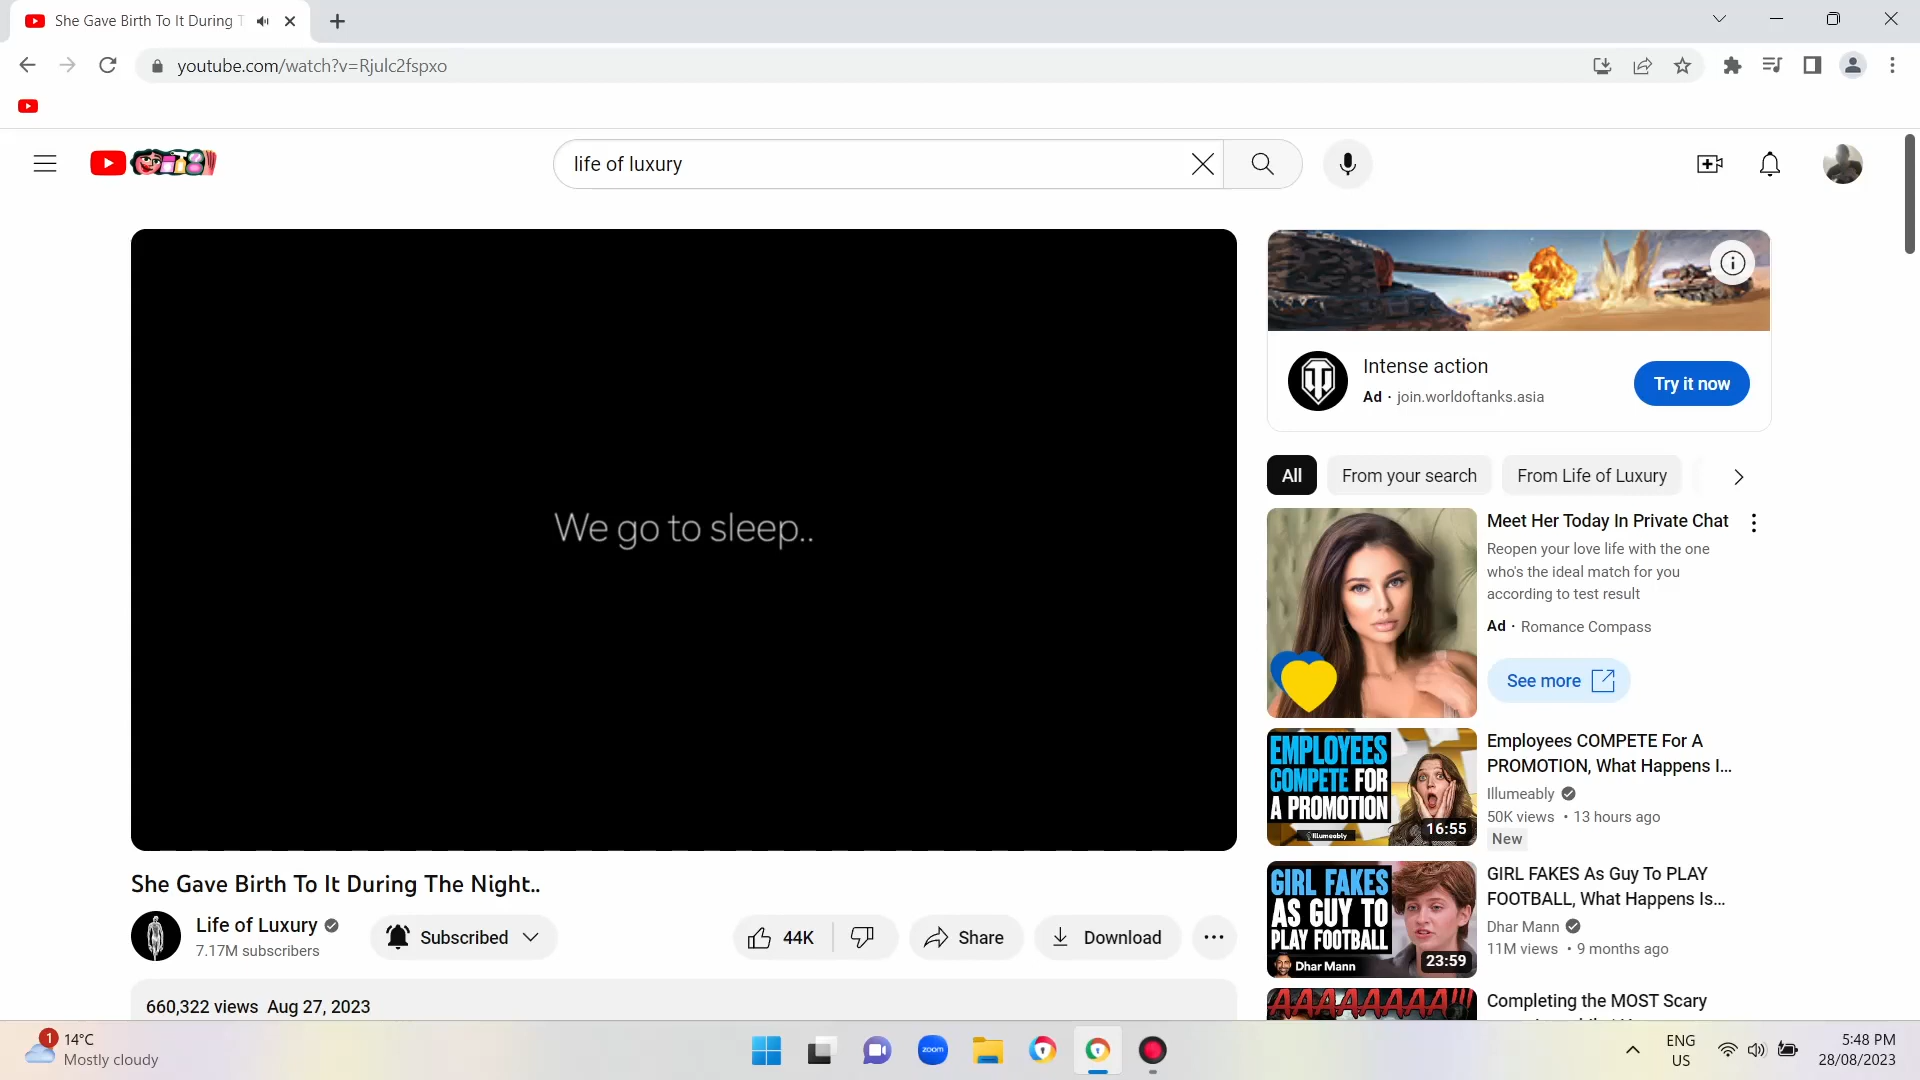 She Gave Birth To It During T
youtube.com/watch?v=Rjulc2fspxo
life of luxury
We go to sleep..
Intense action
Ad · join.worldoftanks.asia
Try it now
All
From your search
From Life of Luxury
Meet Her Today In Private Chat
Reopen your love life with the one
who's the ideal match for you
according to test result
Ad · Romance Compass
See more
EMPLOYEES
COMPETE FOR
A PROMOTION
Illumeably
16:55
Employees COMPETE For A
PROMOTION, What Happens I...
Illumeably
50K views • 13 hours ago
New
GIRL FAKES
AS GUY TO
PLAY FOOTBALL
Dhar Mann
23:59
GIRL FAKES As Guy To PLAY
FOOTBALL, What Happens Is...
Dhar Mann
11M views • 9 months ago
Completing the MOST Scary
She Gave Birth To It During The Night..
Life of Luxury
7.17M subscribers
Subscribed
44K
Share
Download
660,322 views Aug 27, 2023
1
14°C
Mostly cloudy
zoom
ENG
US
5:48 PM
28/08/2023